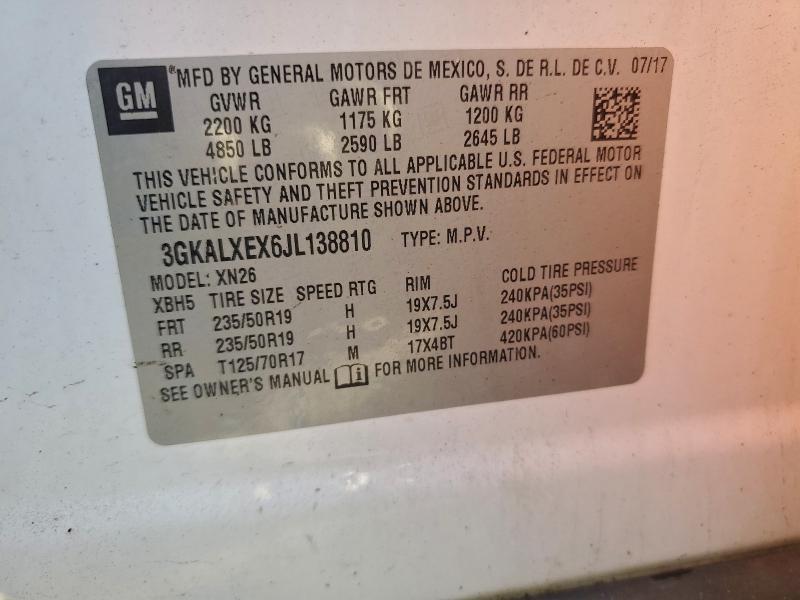 GM
®MFD BY GENERAL MOTORS DE MEXICO, S. DE R.L. DE C.V. 07/17
GVWR GAWR FRT GAWR RR
2200 KG 1175 KG 1200 KG
4850 LB 2590 LB 2645 LB
THIS VEHICLE CONFORMS TO ALL APPLICABLE U.S. FEDERAL MOTOR
VEHICLE SAFETY AND THEFT PREVENTION STANDARDS IN EFFECT ON
THE DATE OF MANUFACTURE SHOWN ABOVE.
3GKALXEX6JL138810 TYPE: M.P.V.
MODEL: XN26
XBH5 TIRE SIZE SPEED RTG RIM COLD TIRE PRESSURE
FRT 235/50R19 H 19X7.5J 240KPA(35PSI)
RR 235/50R19 H 19X7.5J 240KPA(35PSI)
SPA T125/70R17 M 17X4BT 420KPA(60PSI)
SEE OWNER'S MANUAL FOR MORE INFORMATION.